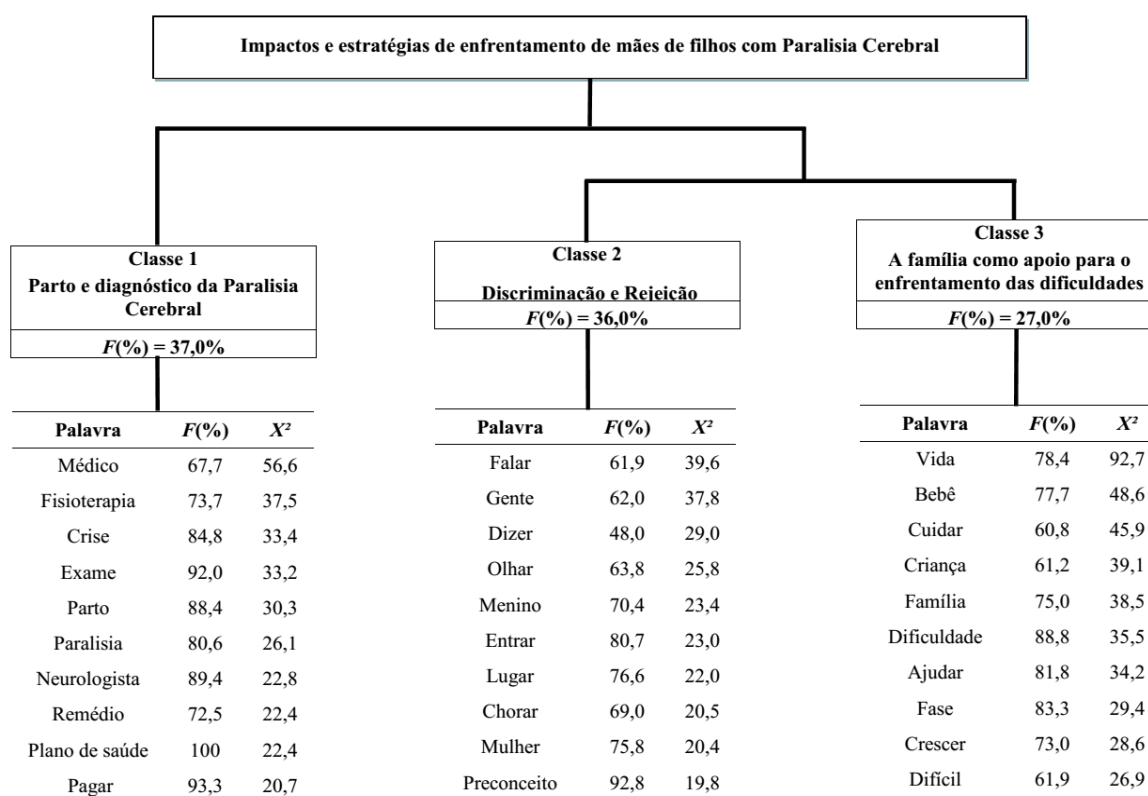 Impactos e estratégias de enfrentamento de mães de filhos com Paralisia Cerebral
Classe 1
Parto e diagnóstico da Paralisia
Cerebral
F(%) = 37,0%
Palavra F(%) X²
Médico 67,7 56,6
Fisioterapia 73,7 37,5
Crise 84,8 33,4
Exame 92,0 33,2
Parto 88,4 30,3
Paralisia 80,6 26,1
Neurologista 89,4 22,8
Remédio 72,5 22,4
Plano de saúde 100 22,4
Pagar 93,3 20,7
Classe 2
Discriminação e Rejeição
F(%) = 36,0%
Palavra F(%) X²
Falar 61,9 39,6
Gente 62,0 37,8
Dizer 48,0 29,0
Olhar 63,8 25,8
Menino 70,4 23,4
Entrar 80,7 23,0
Lugar 76,6 22,0
Chorar 69,0 20,5
Mulher 75,8 20,4
Preconceito 92,8 19,8
Classe 3
A família como apoio para o
enfrentamento das dificuldades
F(%) = 27,0%
Palavra F(%) X²
Vida 78,4 92,7
Bebê 77,7 48,6
Cuidar 60,8 45,9
Criança 61,2 39,1
Família 75,0 38,5
Dificuldade 88,8 35,5
Ajudar 81,8 34,2
Fase 83,3 29,4
Crescer 73,0 28,6
Difícil 61,9 26,9